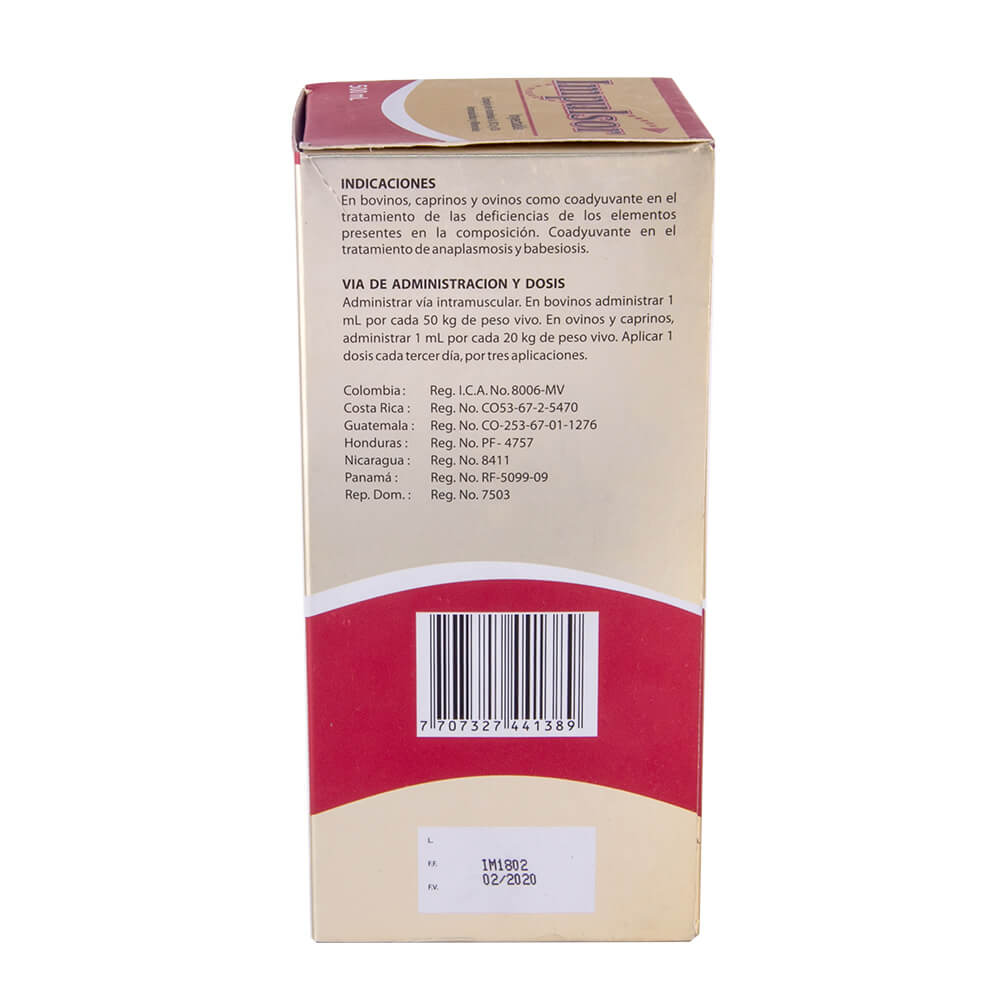 500 mL
Impulsor
INDICACIONES
En bovinos, caprinos y ovinos como coadyuvante en el
tratamiento de las deficiencias de los elementos
presentes en la composición. Coadyuvante en el
tratamiento de anaplasmosis y babesiosis.
VIA DE ADMINISTRACION Y DOSIS
Administrar vía intramuscular. En bovinos administrar 1
mL por cada 50 kg de peso vivo. En ovinos y caprinos,
administrar 1 mL por cada 20 kg de peso vivo. Aplicar 1
dosis cada tercer día, por tres aplicaciones.
Colombia : Reg. I.C.A. No. 8006-MV
Costa Rica : Reg. No. CO53-67-2-5470
Guatemala : Reg. No. CO-253-67-01-1276
Honduras : Reg. No. PF- 4757
Nicaragua : Reg. No. 8411
Panamá : Reg. No. RF-5099-09
Rep. Dom. : Reg. No. 7503
7 707327 441389
L.
F.F. IM1802
F.V. 02/2020